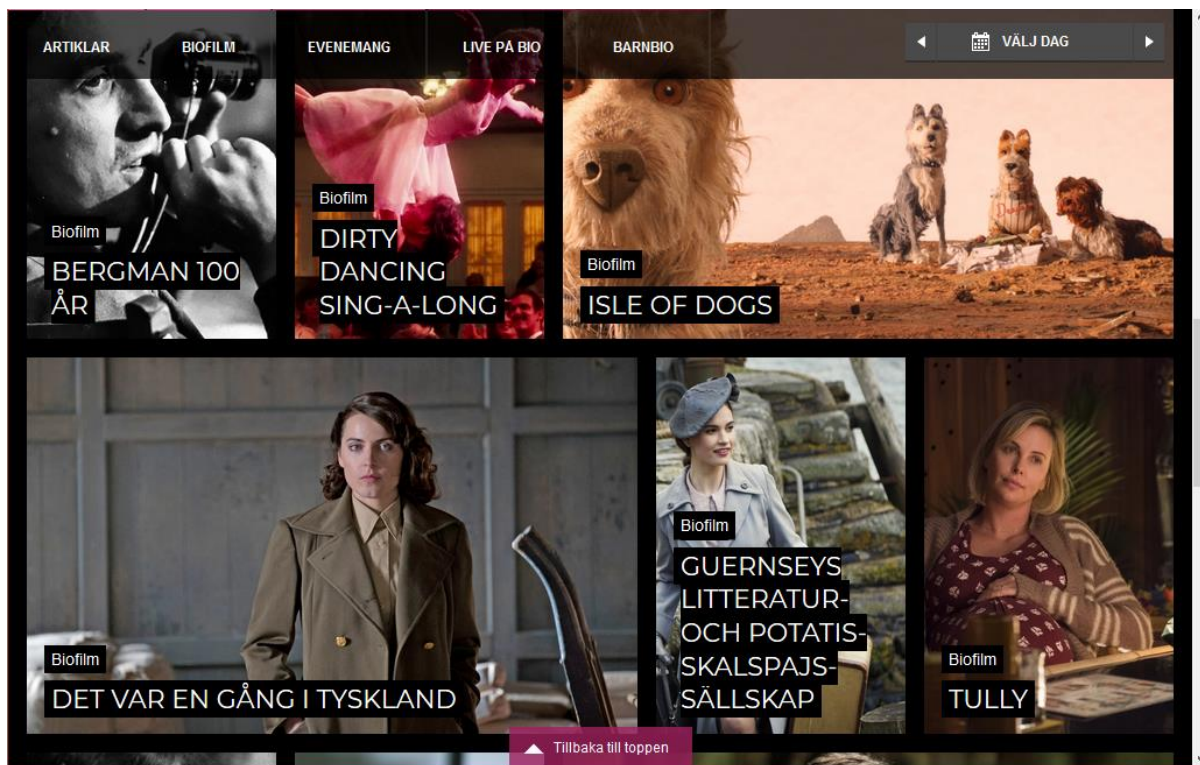 ARTIKLAR
BIOFILM
EVENEMANG
LIVE PÅ BIO
BARNBIO
VÄLJ DAG
Biofilm
BERGMAN 100
ÅR
Biofilm
DIRTY
DANCING
SING-A-LONG
Biofilm
ISLE OF DOGS
Biofilm
DET VAR EN GÅNG I TYSKLAND
Biofilm
GUERNSEYS
LITTERATUR-
OCH POTATIS-
SKALSPAJS-
SÄLLSKAP
Biofilm
TULLY
Tillbaka till toppen